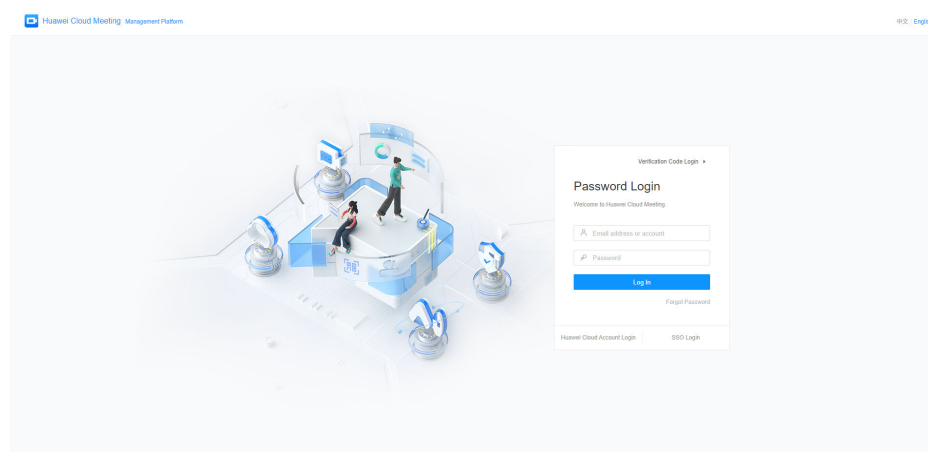 Huawei Cloud Meeting Management Platform
中文 Englis
Verification Code Login
Password Login
Welcome to Huawei Cloud Meeting.
Email address or account
Password
Log In
Forgot Password
Huawei Cloud Account Login
SSO Login